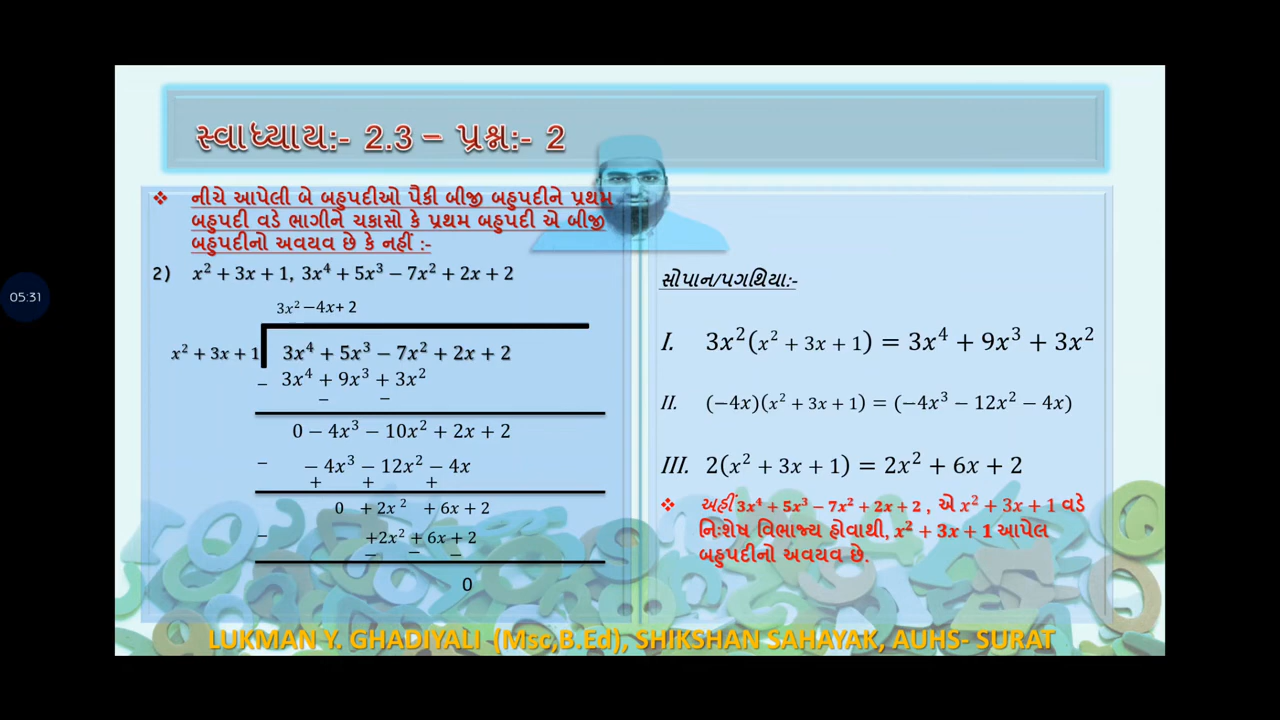 05:31
સ્વાધ્યાય:- 2.3 – પ્રશ્ન:- 2
❖ નીચે આપેલી બે બહુપદીઓ પૈકી બીજી બહુપદીને પ્રથમ
બહુપદી વડે ભાગીને ચકાસો કે પ્રથમ બહુપદી એ બીજી
બહુપદીનો અવયવ છે કે નહીં :-
2) x² + 3x + 1, 3x⁴ + 5x³ − 7x² + 2x + 2
3x² −4x+ 2
x² + 3x + 1 3x⁴ + 5x³ − 7x² + 2x + 2
− 3x⁴ + 9x³ + 3x²
− −
0 − 4x³ − 10x² + 2x + 2
− − 4x³ − 12x² − 4x
+ + +
0 + 2x² + 6x + 2
− +2x² + 6x + 2
− − −
0
સોપાન/પગથિયા:-
I. 3x²(x² + 3x + 1) = 3x⁴ + 9x³ + 3x²
II. (−4x)(x² + 3x + 1) = (−4x³ − 12x² − 4x)
III. 2(x² + 3x + 1) = 2x² + 6x + 2
❖ અહીં 3x⁴ + 5x³ − 7x² + 2x + 2 , એ x² + 3x + 1 વડે
નિઃશેષ વિભાજ્ય હોવાથી, x² + 3x + 1 આપેલ
બહુપદીનો અવયવ છે.
LUKMAN Y. GHADIYALI (Msc,B.Ed), SHIKSHAN SAHAYAK, AUHS- SURAT